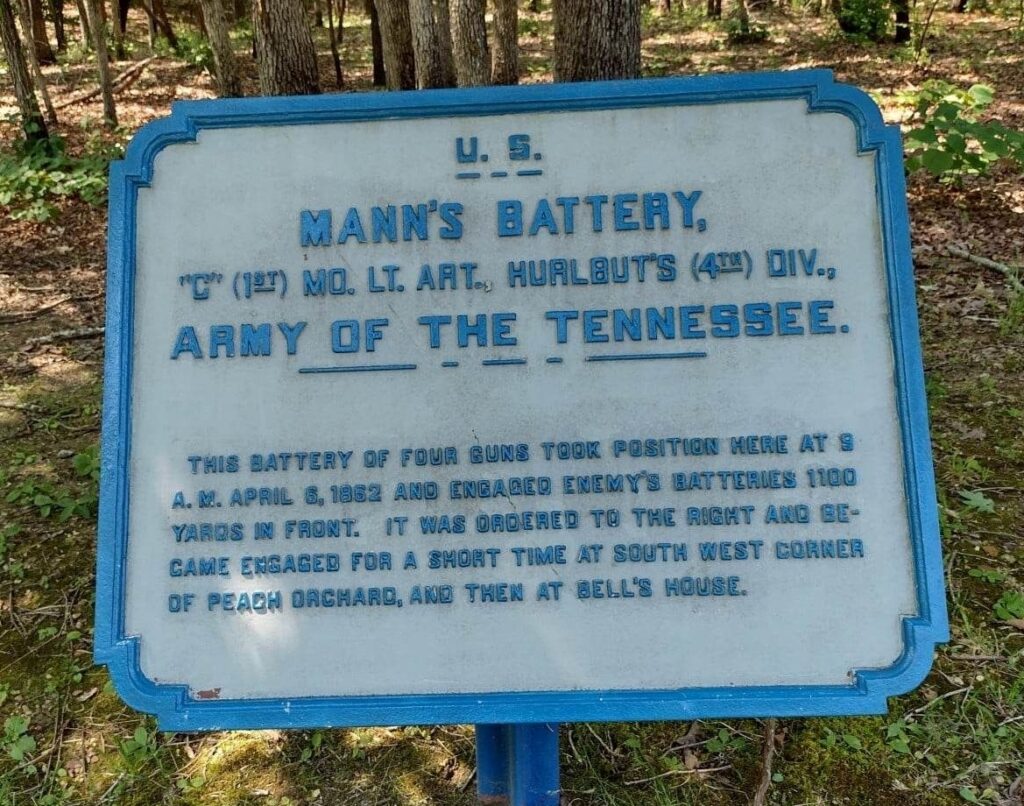 U. S.
MANN'S BATTERY,
"C" (1ST) MO. LT. ART., HURLBUT'S (4TH) DIV.,
ARMY OF THE TENNESSEE.
THIS BATTERY OF FOUR GUNS TOOK POSITION HERE AT 9
A. M. APRIL 6, 1862 AND ENGAGED ENEMY'S BATTERIES 1100
YARDS IN FRONT. IT WAS ORDERED TO THE RIGHT AND BE-
CAME ENGAGED FOR A SHORT TIME AT SOUTH WEST CORNER
OF PEACH ORCHARD, AND THEN AT BELL'S HOUSE.